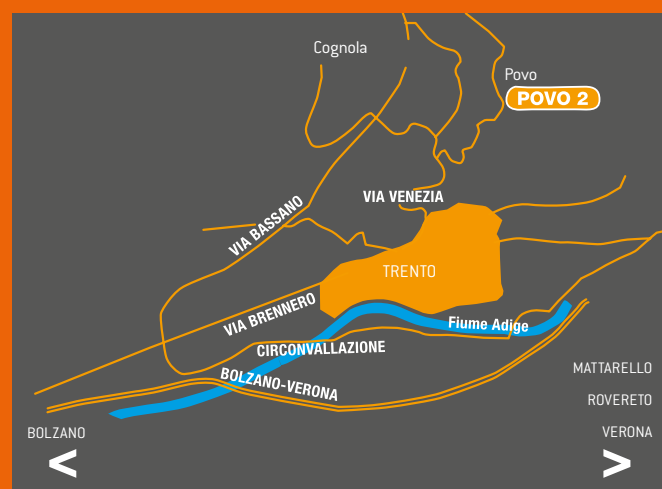 Cognola
Povo
POVO 2
VIA VENEZIA
VIA BASSANO
TRENTO
VIA BRENNERO
Fiume Adige
CIRCONVALLAZIONE
BOLZANO-VERONA
MATTARELLO
ROVERETO
BOLZANO
VERONA
<
>